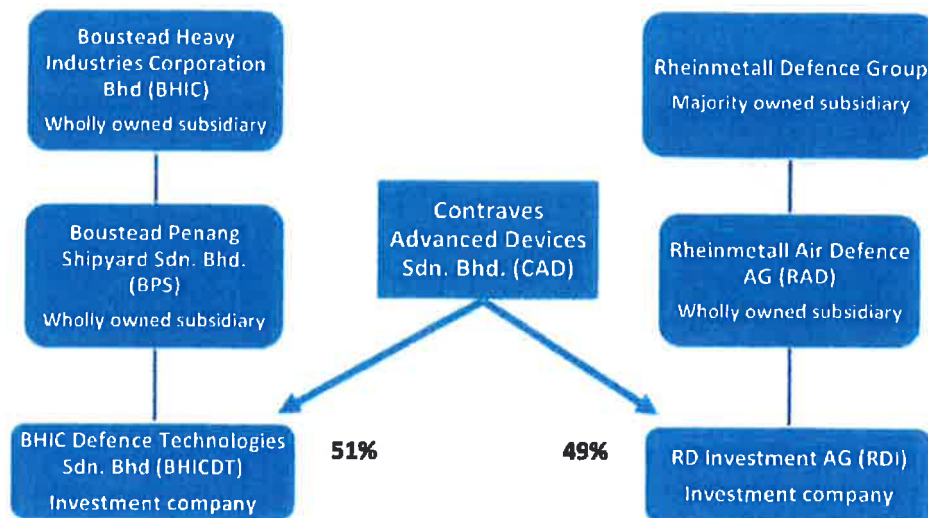 Boustead Heavy
Industries Corporation
Bhd (BHIC)
Wholly owned subsidiary
Rheinmetall Defence Group
Majority owned subsidiary
Contraves
Advanced Devices
Sdn. Bhd. (CAD)
Boustead Penang
Shipyard Sdn. Bhd.
(BPS)
Wholly owned subsidiary
Rheinmetall Air Defence
AG (RAD)
Wholly owned subsidiary
BHIC Defence Technologies
Sdn. Bhd (BHICDT)
Investment company
51%
49%
RD Investment AG (RDI)
Investment company